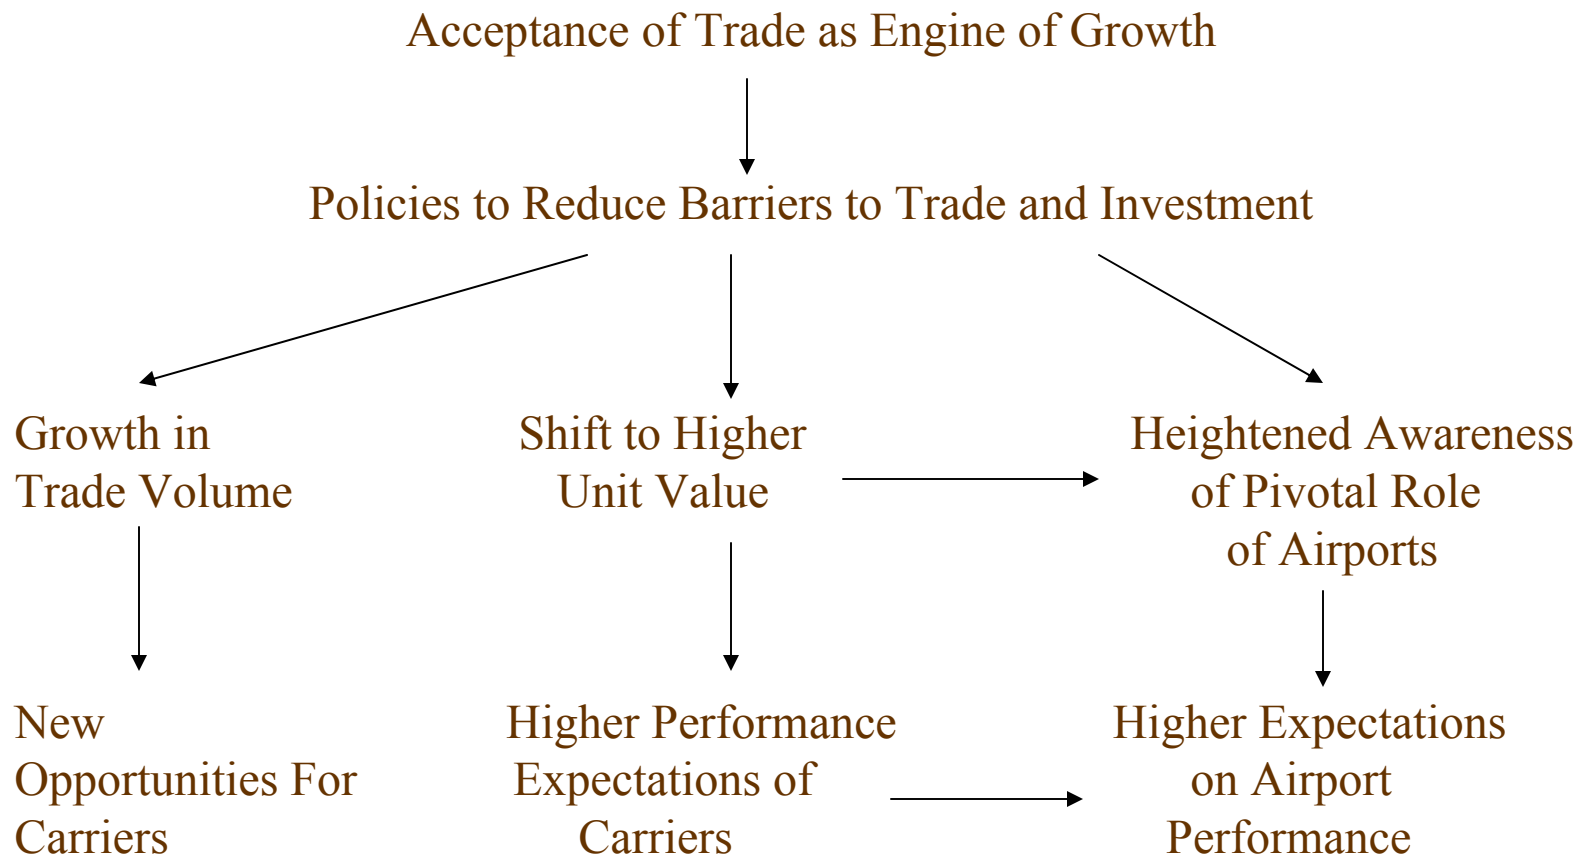 Acceptance of Trade as Engine of Growth
Policies to Reduce Barriers to Trade and Investment
Growth in
Trade Volume
Shift to Higher
Unit Value
Heightened Awareness
of Pivotal Role
of Airports
New
Opportunities For
Carriers
Higher Performance
Expectations of
Carriers
Higher Expectations
on Airport
Performance